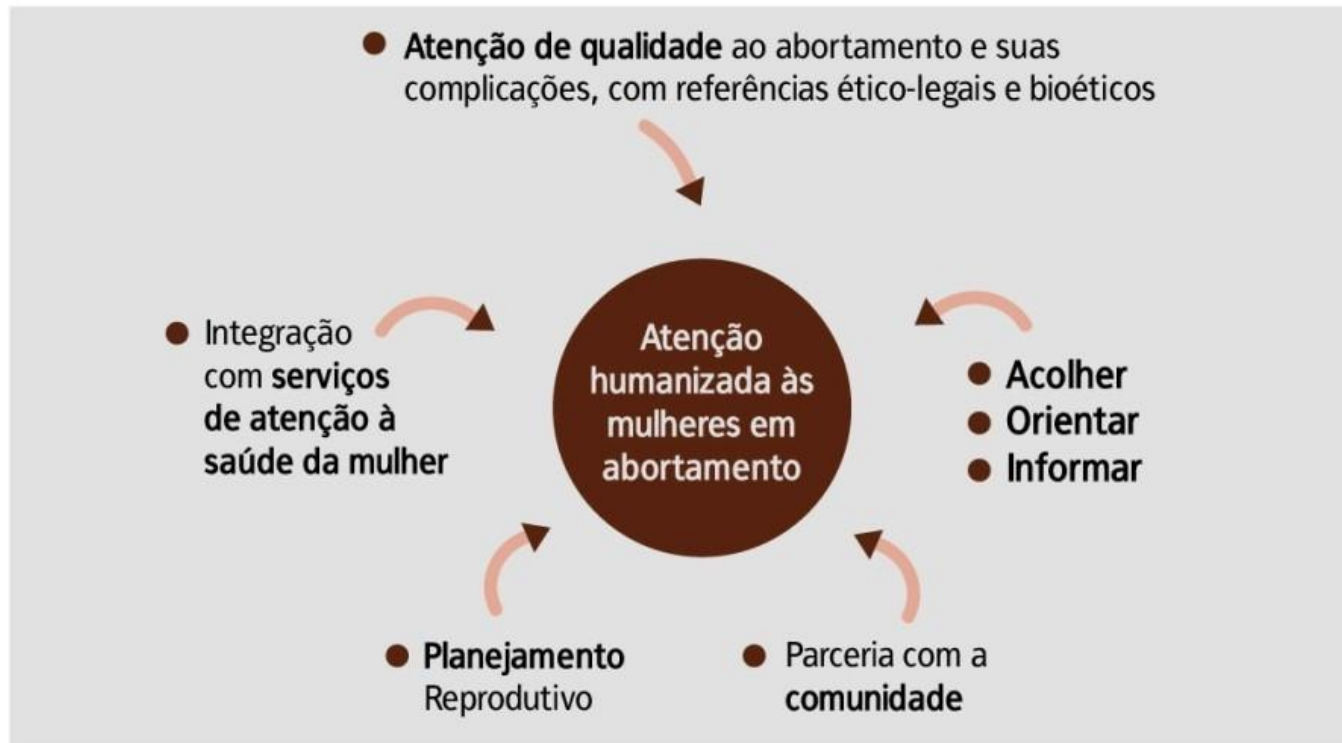 ● Atenção de qualidade ao abortamento e suas
complicações, com referências ético-legais e bioéticos
● Integração
com serviços
de atenção à
saúde da mulher
Atenção
humanizada às
mulheres em
abortamento
● Acolher
● Orientar
● Informar
● Planejamento
Reprodutivo
● Parceria com a
comunidade